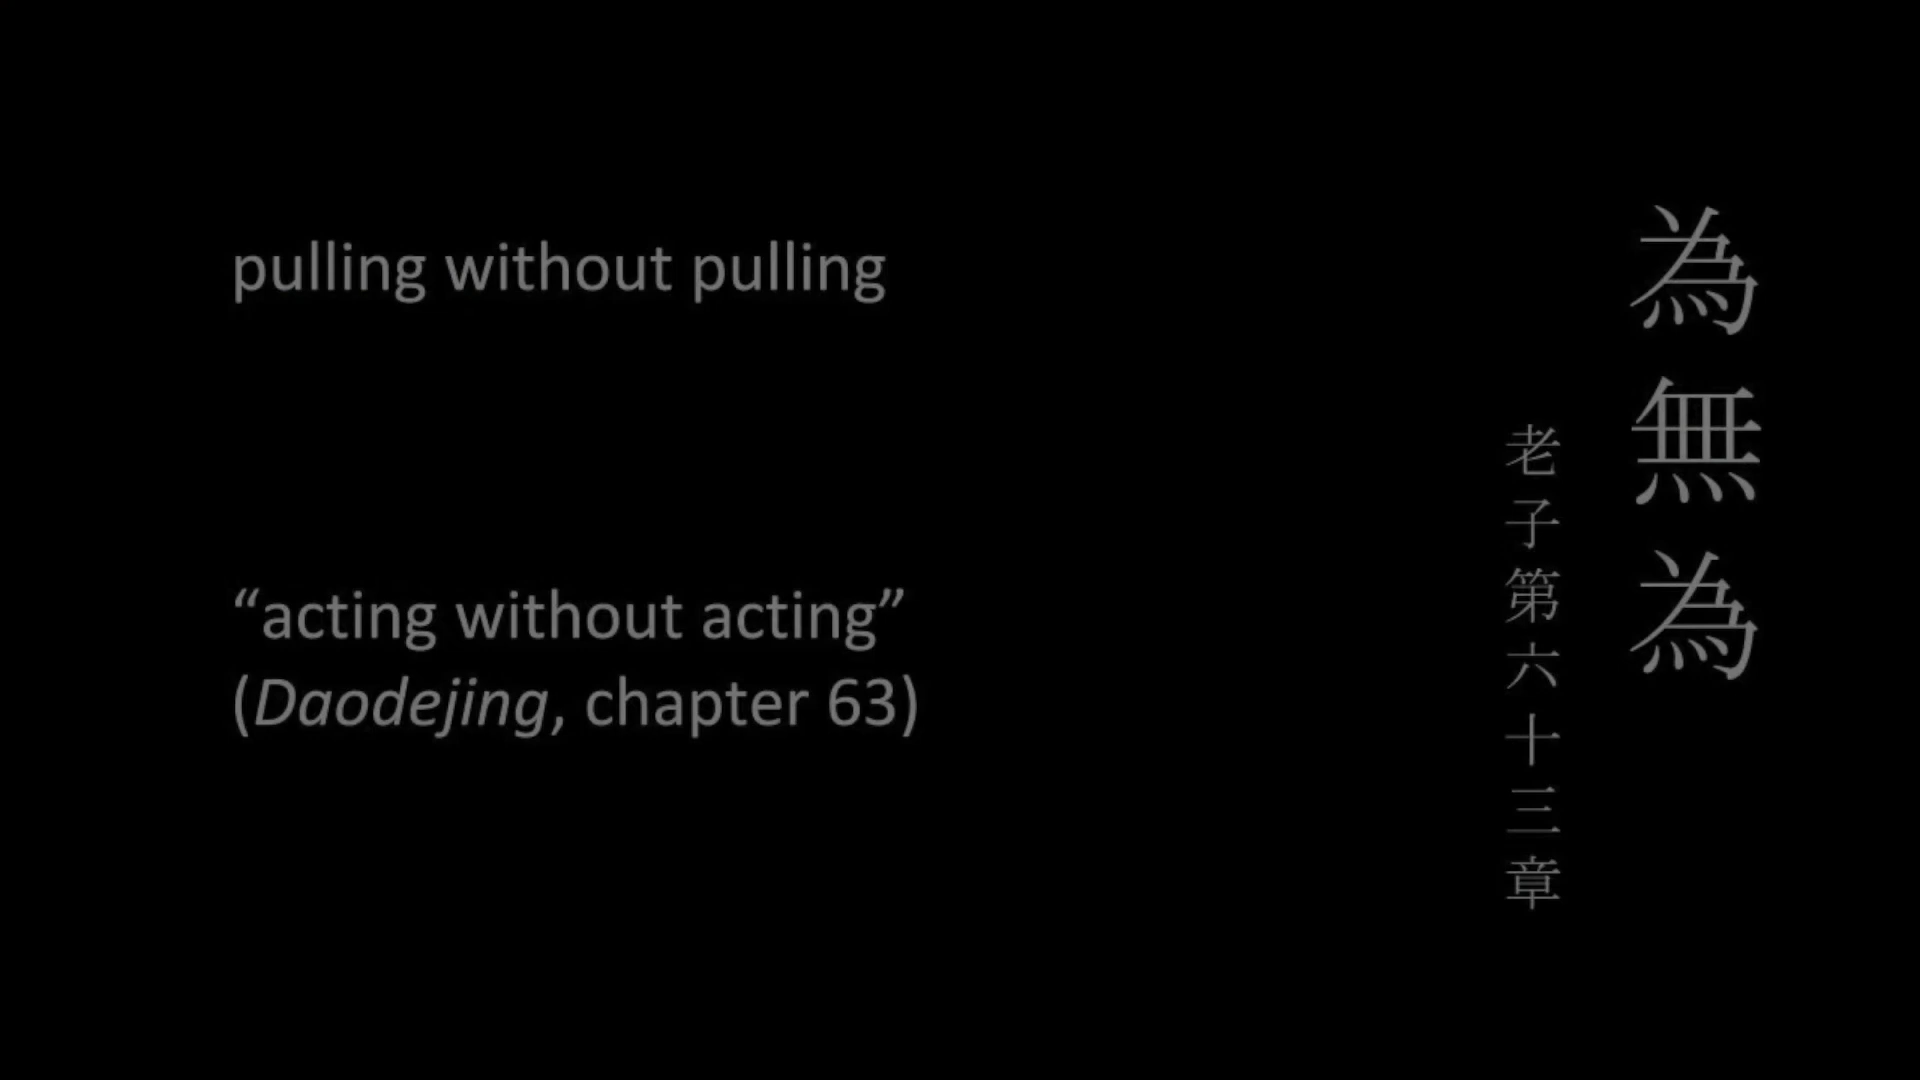 pulling without pulling
“acting without acting”
(Daodejing, chapter 63)
為無為
老子第六十三章